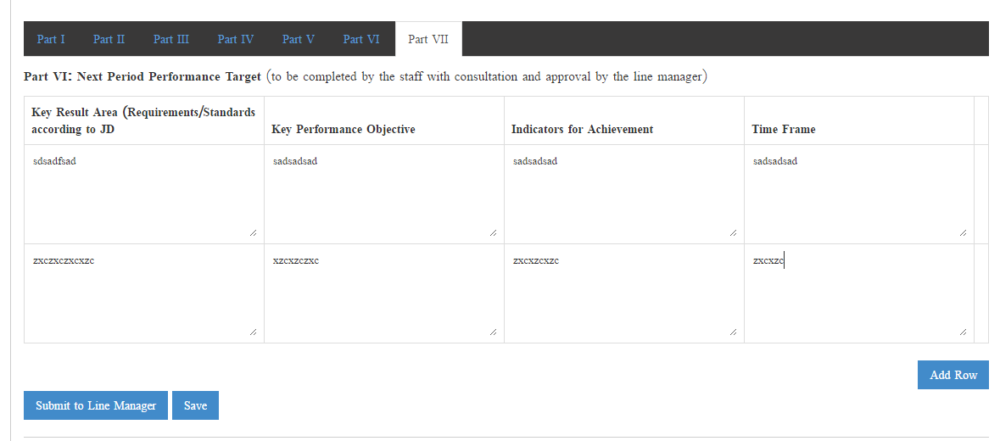 Part I Part II Part III Part IV Part V Part VI Part VII
Part VI: Next Period Performance Target (to be completed by the staff with consultation and approval by the line manager)
Key Result Area (Requirements/Standards
according to JD
Key Performance Objective
Indicators for Achievement
Time Frame
sdsadfsad
sadsadsad
sadsadsad
sadsadsad
zxczxczxcxzc
xzcxzczxc
zxcxzcxzc
zxcxzc
Add Row
Submit to Line Manager
Save